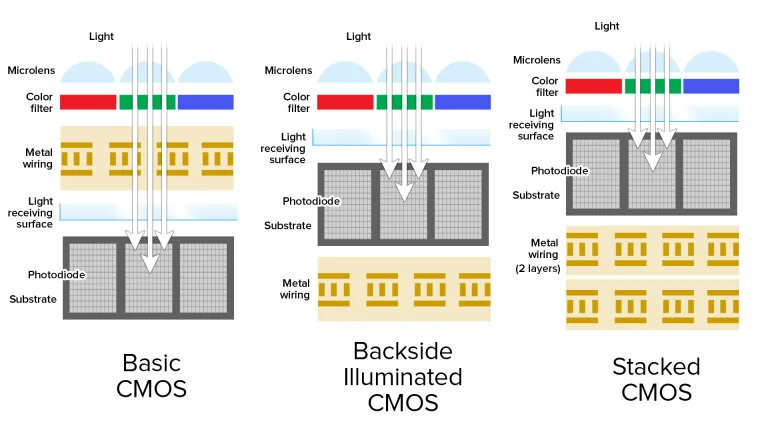 Light
Microlens
Color
filter
Metal
wiring
Light
receiving
surface
Photodiode
Substrate
Basic
CMOS
Light
Microlens
Color
filter
Light
receiving
surface
Photodiode
Substrate
Metal
wiring
Backside
Illuminated
CMOS
Light
Microlens
Color
filter
Light
receiving
surface
Photodiode
Substrate
Metal
wiring
(2 layers)
Stacked
CMOS